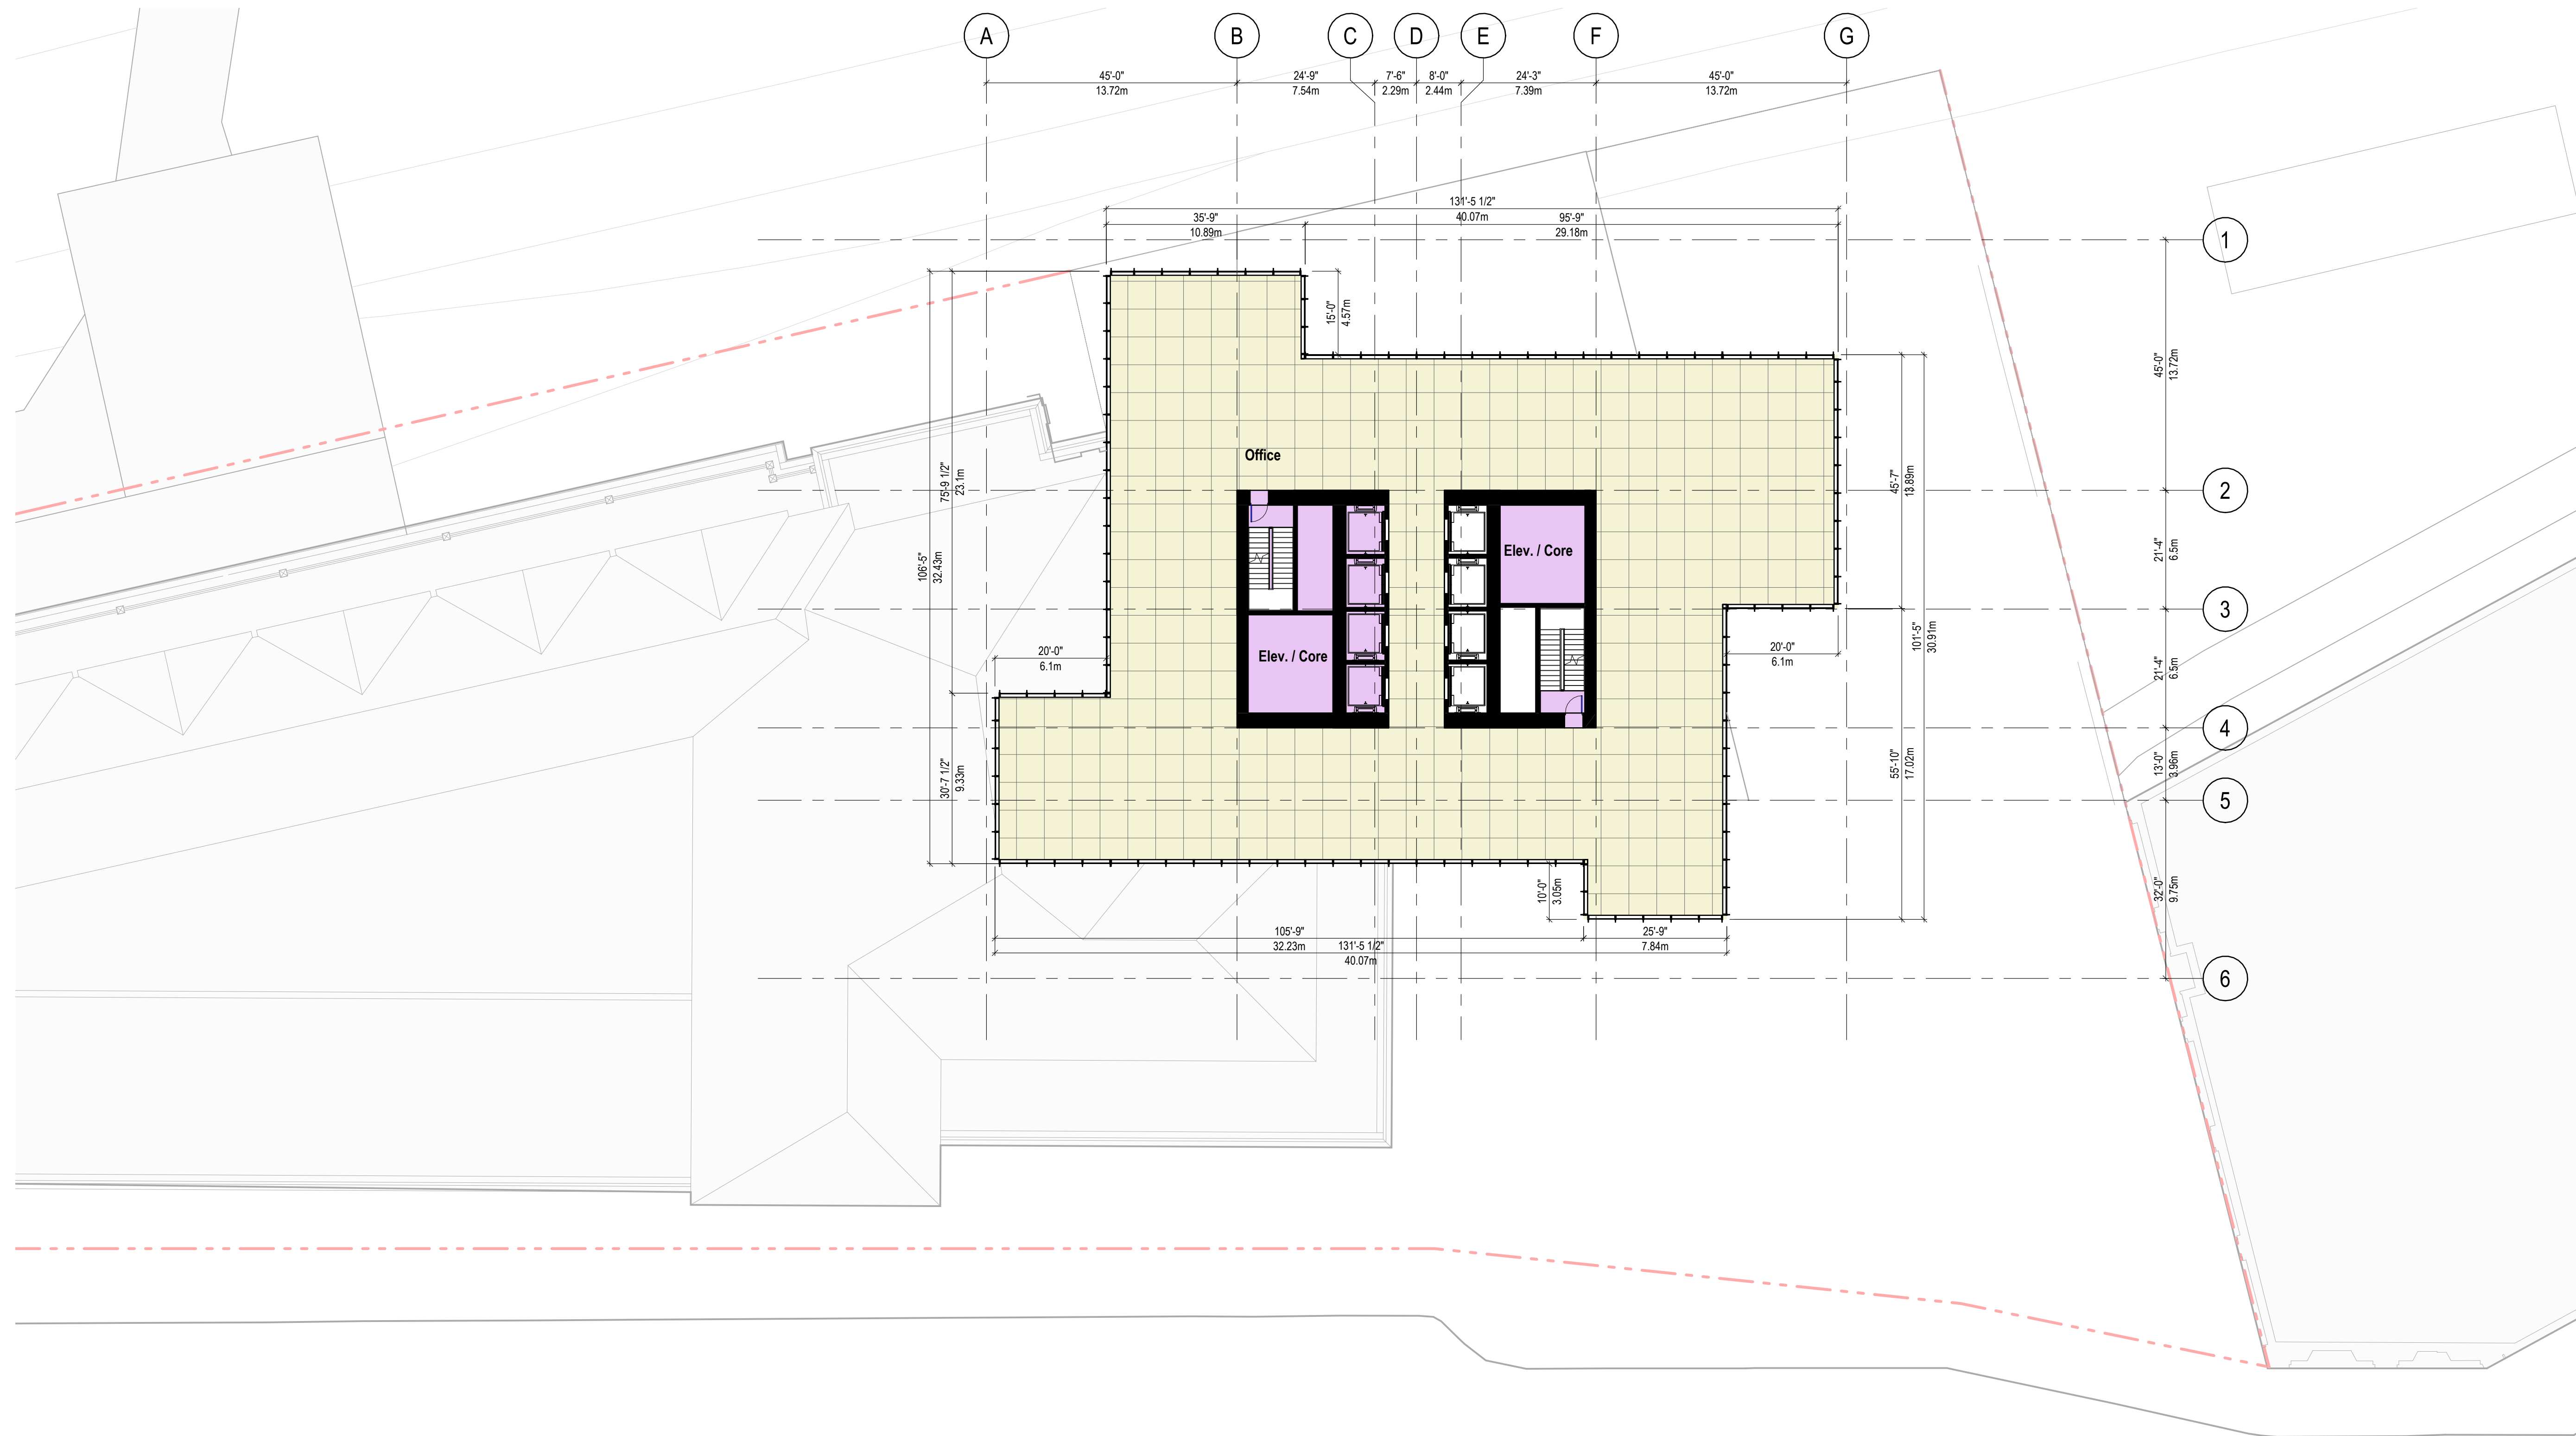 A
B
C
D
E
F
G
45'-0"
13.72m
24'-9"
7.54m
7'-6"
2.29m
8'-0"
2.44m
24'-3"
7.39m
45'-0"
13.72m
131'-5 1/2"
40.07m
35'-9"
10.89m
95'-9"
29.18m
1
15'-0"
4.57m
45'-0"
13.72m
Office
75'-9 1/2"
23.1m
45'-7"
13.89m
2
Elev. / Core
106'-5"
32.43m
21'-4"
6.5m
3
101'-5"
30.91m
Elev. / Core
20'-0"
6.1m
20'-0"
6.1m
21'-4"
6.5m
4
30'-7 1/2"
9.33m
55'-10"
17.02m
13'-0"
3.96m
5
10'-0"
3.05m
32'-0"
9.75m
105'-9"
32.23m
25'-9"
7.84m
131'-5 1/2"
40.07m
6